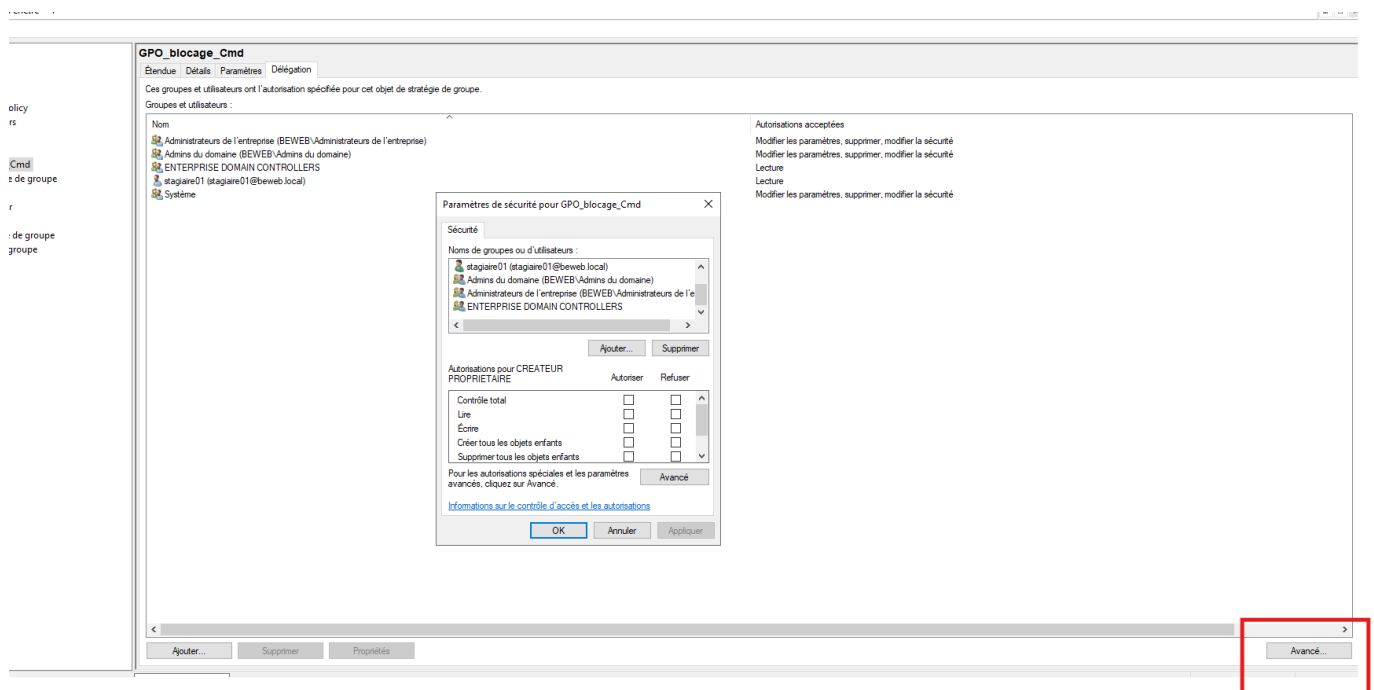 GPO_blocage_Cmd
Étendue Détails Paramètres Délégation
Ces groupes et utilisateurs ont l'autorisation spécifiée pour cet objet de stratégie de groupe.
olicy
Groupes et utilisateurs :
rs
Nom Autorisations acceptées
Administrateurs de l'entreprise (BEWEB\Administrateurs de l'entreprise) Modifier les paramètres, supprimer, modifier la sécurité
Admins du domaine (BEWEB\Admins du domaine) Modifier les paramètres, supprimer, modifier la sécurité
Cmd
ENTERPRISE DOMAIN CONTROLLERS Lecture
e de groupe
stagiaire01 (stagiaire01@beweb.local) Lecture
Système Modifier les paramètres, supprimer, modifier la sécurité
r
de groupe
groupe
Paramètres de sécurité pour GPO_blocage_Cmd
Sécurité
Noms de groupes ou d'utilisateurs :
stagiaire01 (stagiaire01@beweb.local)
Admins du domaine (BEWEB\Admins du domaine)
Administrateurs de l'entreprise (BEWEB\Administrateurs de l'e
ENTERPRISE DOMAIN CONTROLLERS
Ajouter... Supprimer
Autorisations pour CREATEUR
PROPRIETAIRE Autoriser Refuser
Contrôle total
Lire
Écrire
Créer tous les objets enfants
Supprimer tous les objets enfants
Pour les autorisations spéciales et les paramètres
avancés, cliquez sur Avancé. Avancé
Informations sur le contrôle d'accès et les autorisations
OK Annuler Appliquer
Ajouter... Supprimer Propriétés Avancé...